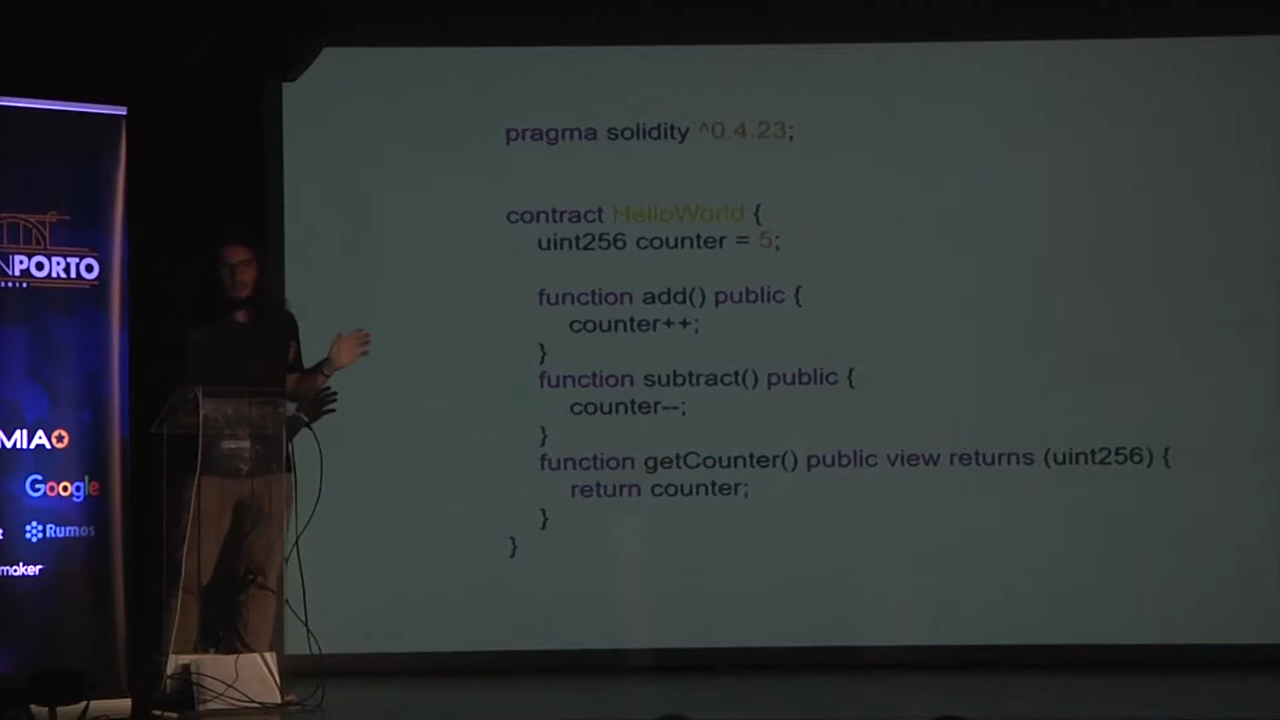 pragma solidity ^0.4.23;
contract HelloWorld {
uint256 counter = 5;
function add() public {
counter++;
}
function subtract() public {
counter--;
}
function getCounter() public view returns (uint256) {
return counter;
}
}
NPORTO
2018
MIA
Google
t Rumos
maker